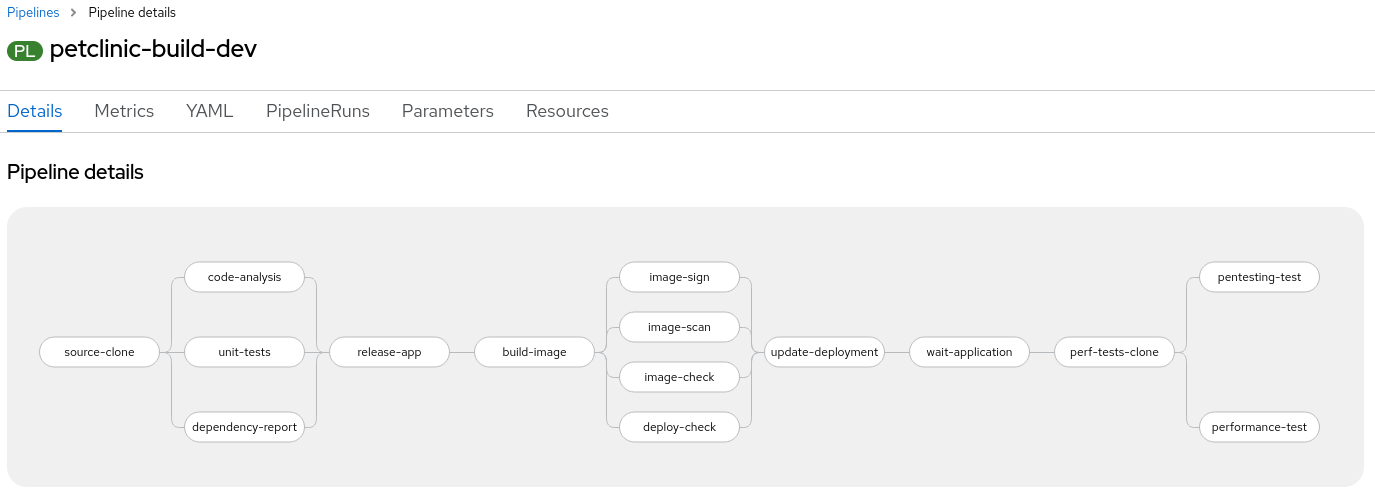 Pipelines > Pipeline details
PL petclinic-build-dev
Details Metrics YAML PipelineRuns Parameters Resources
Pipeline details
code-analysis image-sign pentesting-test
image-scan
source-clone unit-tests release-app build-image update-deployment wait-application perf-tests-clone
image-check
dependency-report deploy-check performance-test